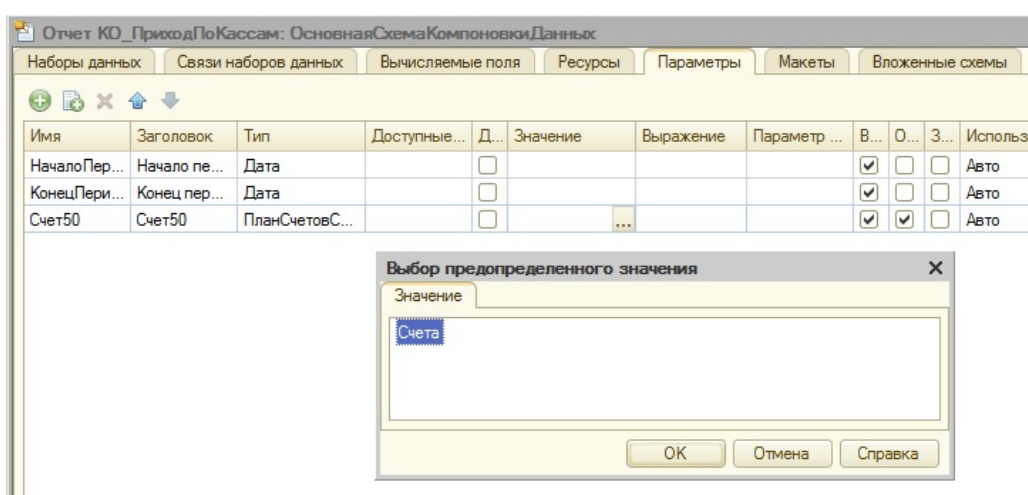 Отчет КО_ПриходПоКассам: ОсновнаяСхемаКомпоновкиДанных
Наборы данных Связи наборов данных Вычисляемые поля Ресурсы Параметры Макеты Вложенные схемы
Имя Заголовок Тип Доступные... Д... Значение Выражение Параметр ... В... О... З... Использ
НачалоПер... Начало пе... Дата Авто
КонецПери... Конец пер... Дата Авто
Счет50 Счет50 ПланСчетовС... ... Авто
Выбор предопределенного значения
Значение
Счета
OK Отмена Справка